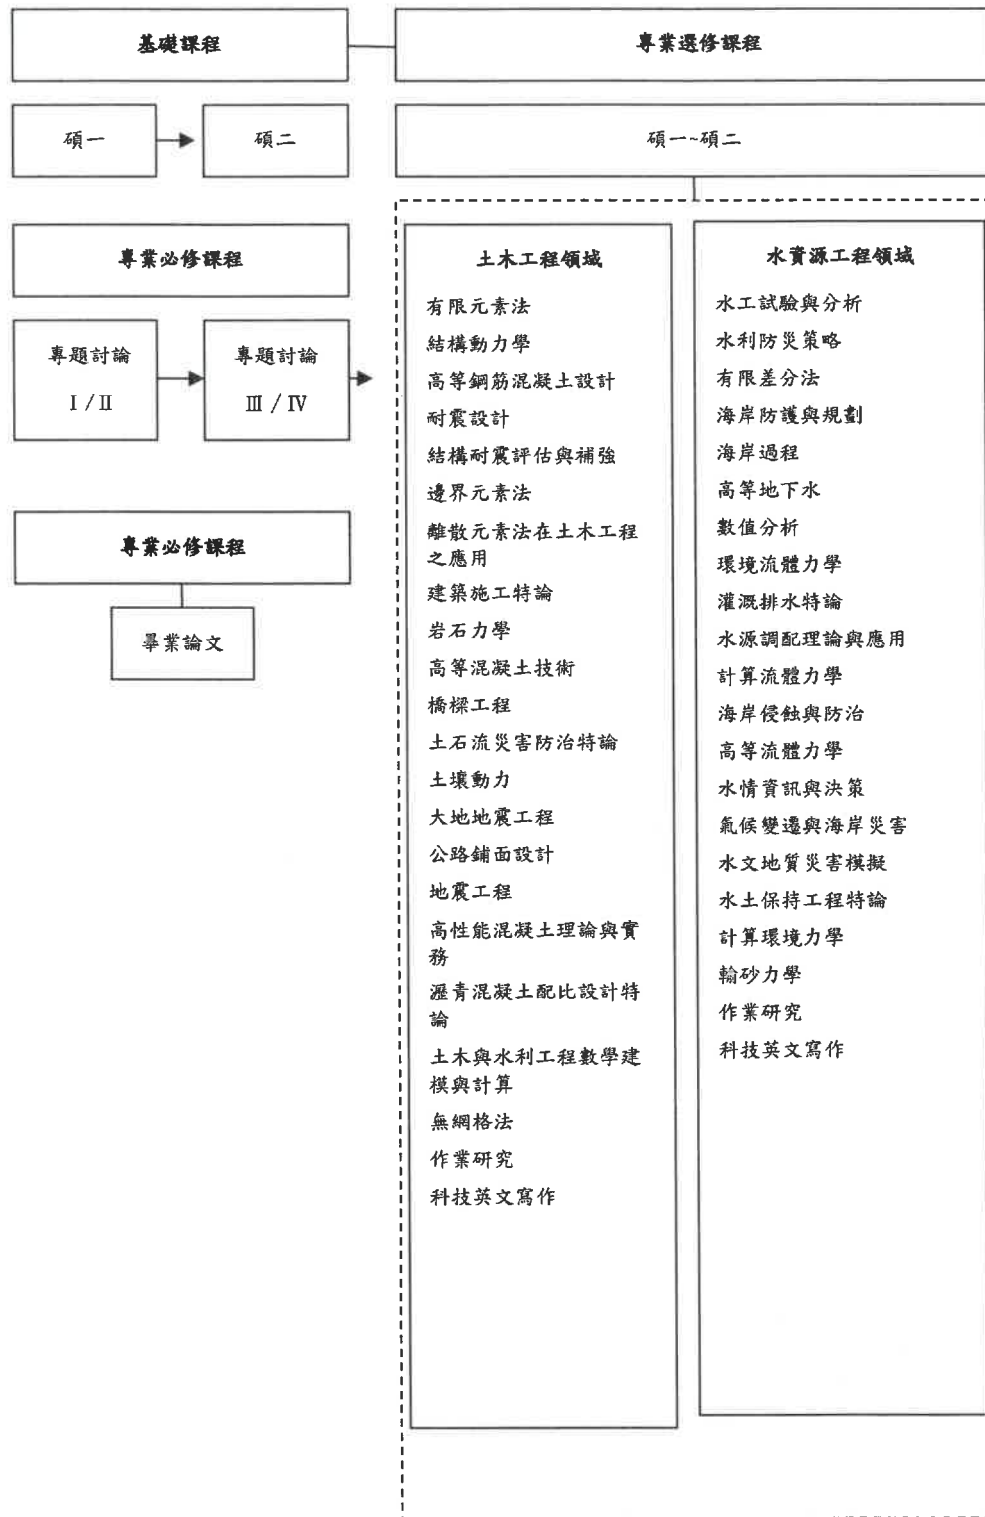 基礎課程
專業選修課程
碩一
碩二
碩一~碩二
專業必修課程
專題討論
I / II
專題討論
III / IV
專業必修課程
畢業論文
土木工程領域
有限元素法
結構動力學
高等鋼筋混凝土設計
耐震設計
結構耐震評估與補強
邊界元素法
離散元素法在土木工程
之應用
建築施工特論
岩石力學
高等混凝土技術
橋樑工程
土石流災害防治特論
土壤動力
大地地震工程
公路鋪面設計
地震工程
高性能混凝土理論與實
務
瀝青混凝土配比設計特
論
土木與水利工程數學建
模與計算
無網格法
作業研究
科技英文寫作
水資源工程領域
水工試驗與分析
水利防災策略
有限差分法
海岸防護與規劃
海岸過程
高等地下水
數值分析
環境流體力學
灌溉排水特論
水源調配理論與應用
計算流體力學
海岸侵蝕與防治
高等流體力學
水情資訊與決策
氣候變遷與海岸災害
水文地質災害模擬
水土保持工程特論
計算環境力學
輸砂力學
作業研究
科技英文寫作